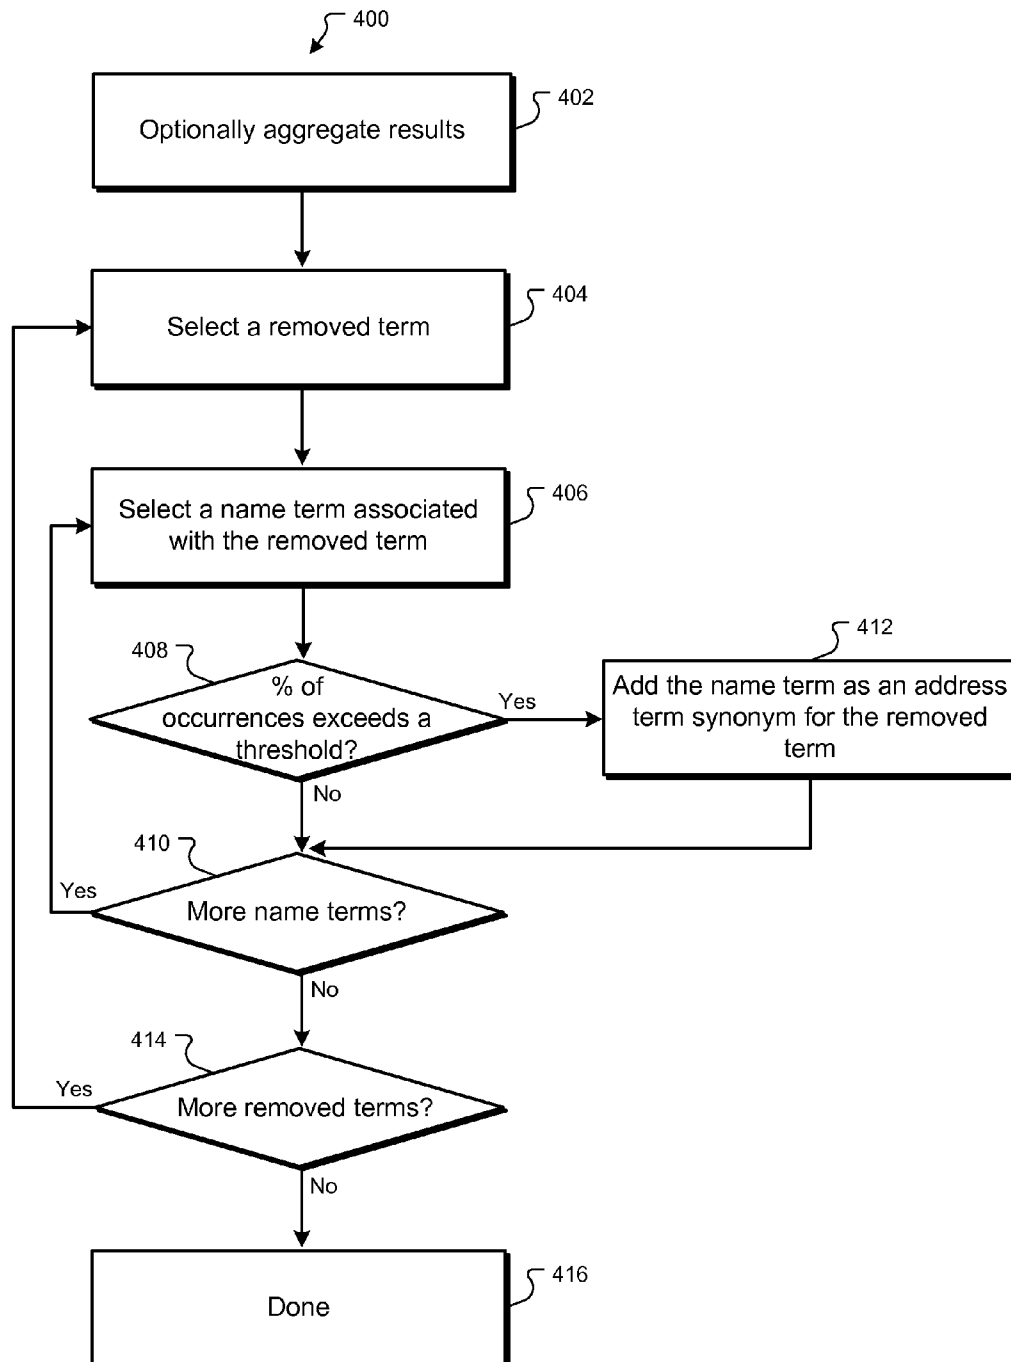 400
Optionally aggregate results
402
Select a removed term
404
Select a name term associated
with the removed term
406
408
% of
occurrences exceeds a
threshold?
Yes
No
412
Add the name term as an address
term synonym for the removed
term
410
Yes
More name terms?
No
414
Yes
More removed terms?
No
Done
416